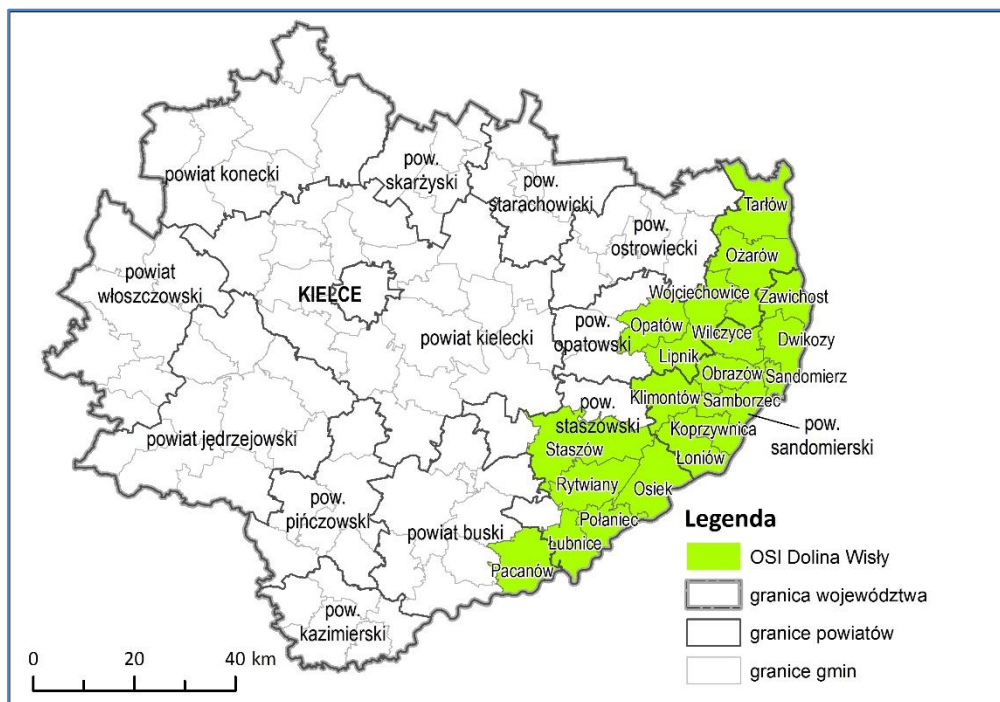 powiat konecki
pow.
skarżyski
pow.
starachowicki
pow.
ostrowiecki
Tarłów
Ożarów
powiat
włoszczowski
KIELCE
Wojciechowice
Zawichost
pow.
opatowski
Opatów
Wilczyce
Dwikozy
powiat kielecki
Lipnik
Obrazów
Sandomierz
pow.
staszowski
Klimontów
Samborzec
pow.
sandomierski
Koprzywnica
Łoniów
powiat jędrzejowski
Staszów
Rytwiany
Osiek
pow.
pińczowski
powiat buski
Połaniec
Łubnice
Pacanów
pow.
kazimierski
Legenda
OSI Dolina Wisły
granica województwa
granice powiatów
granice gmin
0 20 40 km